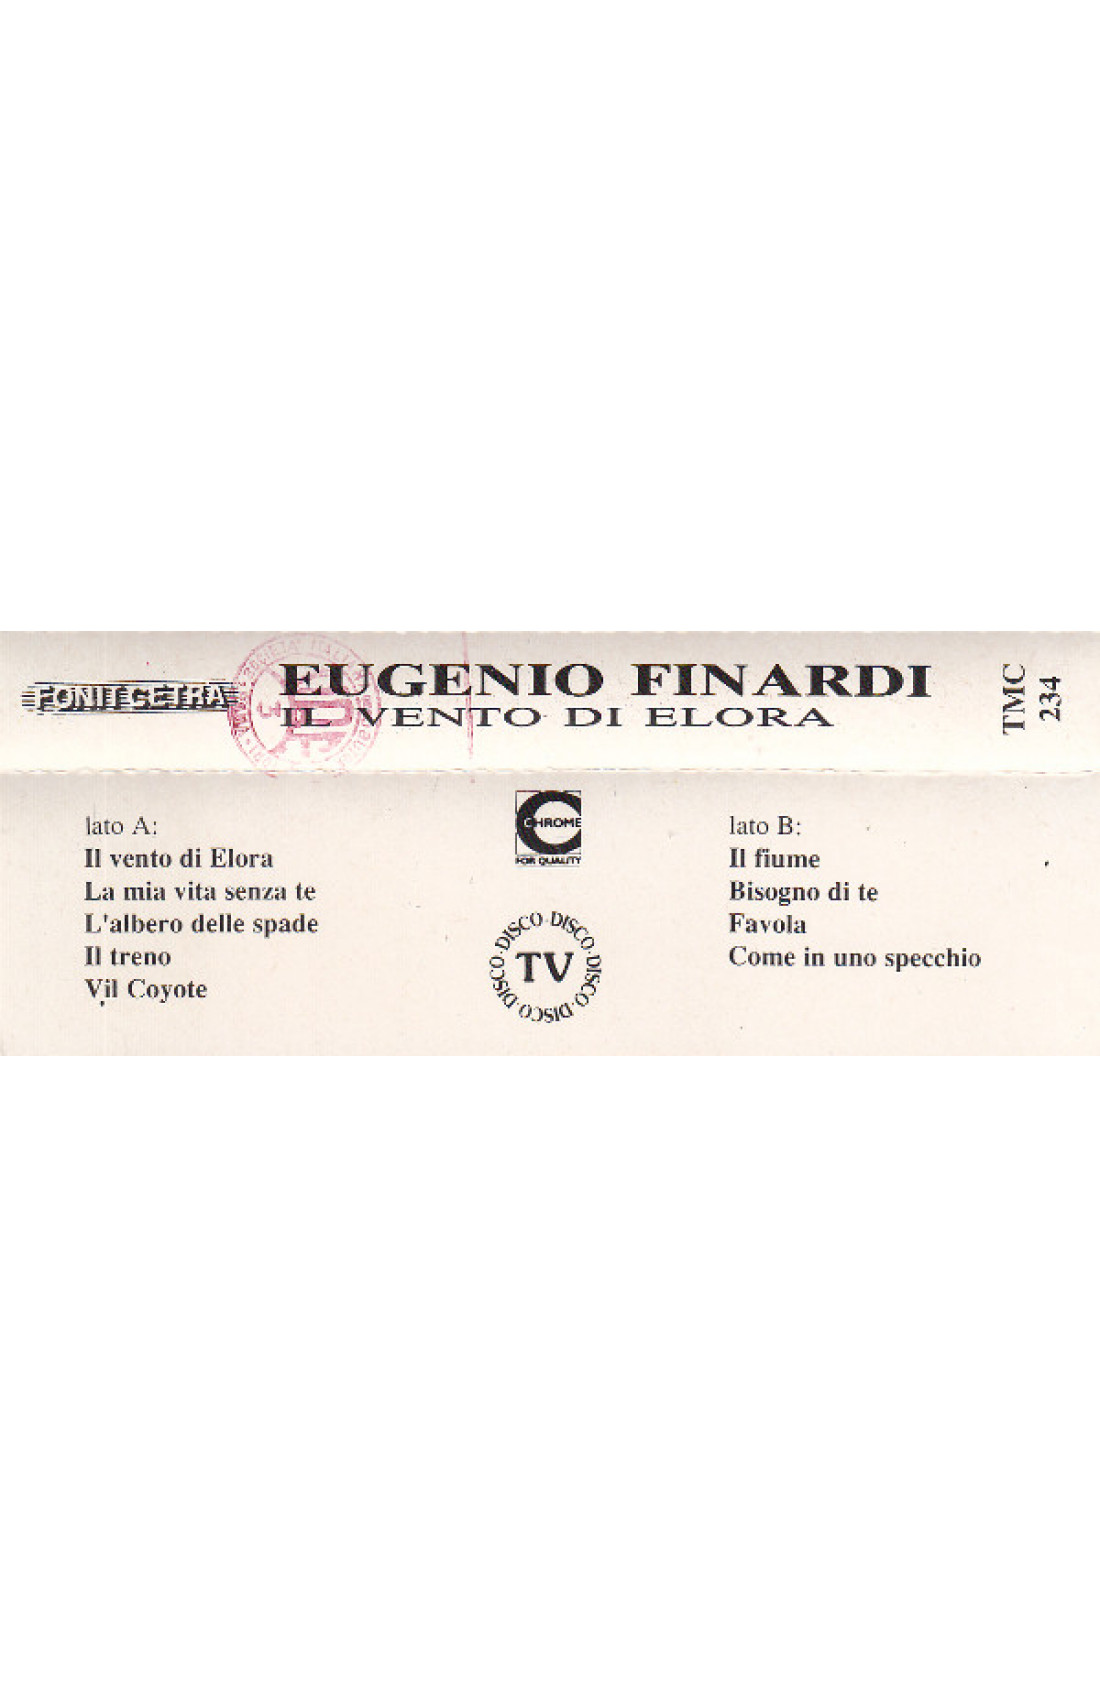 FONIT CETRA
EUGENIO FINARDI
IL VENTO DI ELORA
TMC
234
lato A:
Il vento di Elora
La mia vita senza te
L'albero delle spade
Il treno
Vil Coyote
CHROME
FOR QUALITY
DISCO · DISCO · DISCO · DISCO · DISCO ·
TV
lato B:
Il fiume
Bisogno di te
Favola
Come in uno specchio